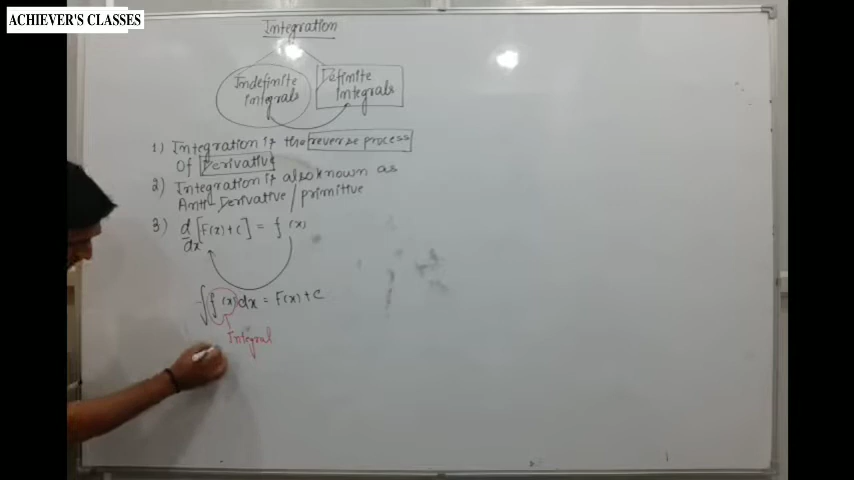 ACHIEVER'S CLASSES
Integration
Indefinite
integrals
Definite
integrals
1) Integration is the reverse process
Of Derivative
2) Integration is also known as
Anti-Derivative / primitive
3) d/dx [F(x)+C] = f(x)
∫f(x)dx = F(x)+C
Integral